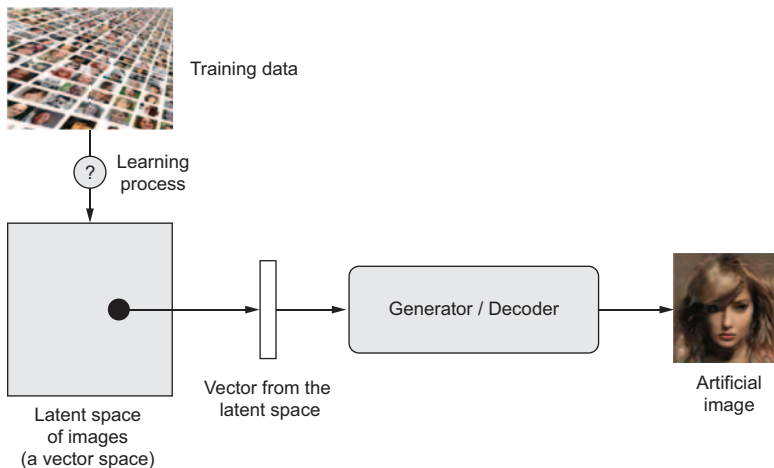 Training data
?
Learning
process
Generator / Decoder
Vector from the
latent space
Artificial
image
Latent space
of images
(a vector space)